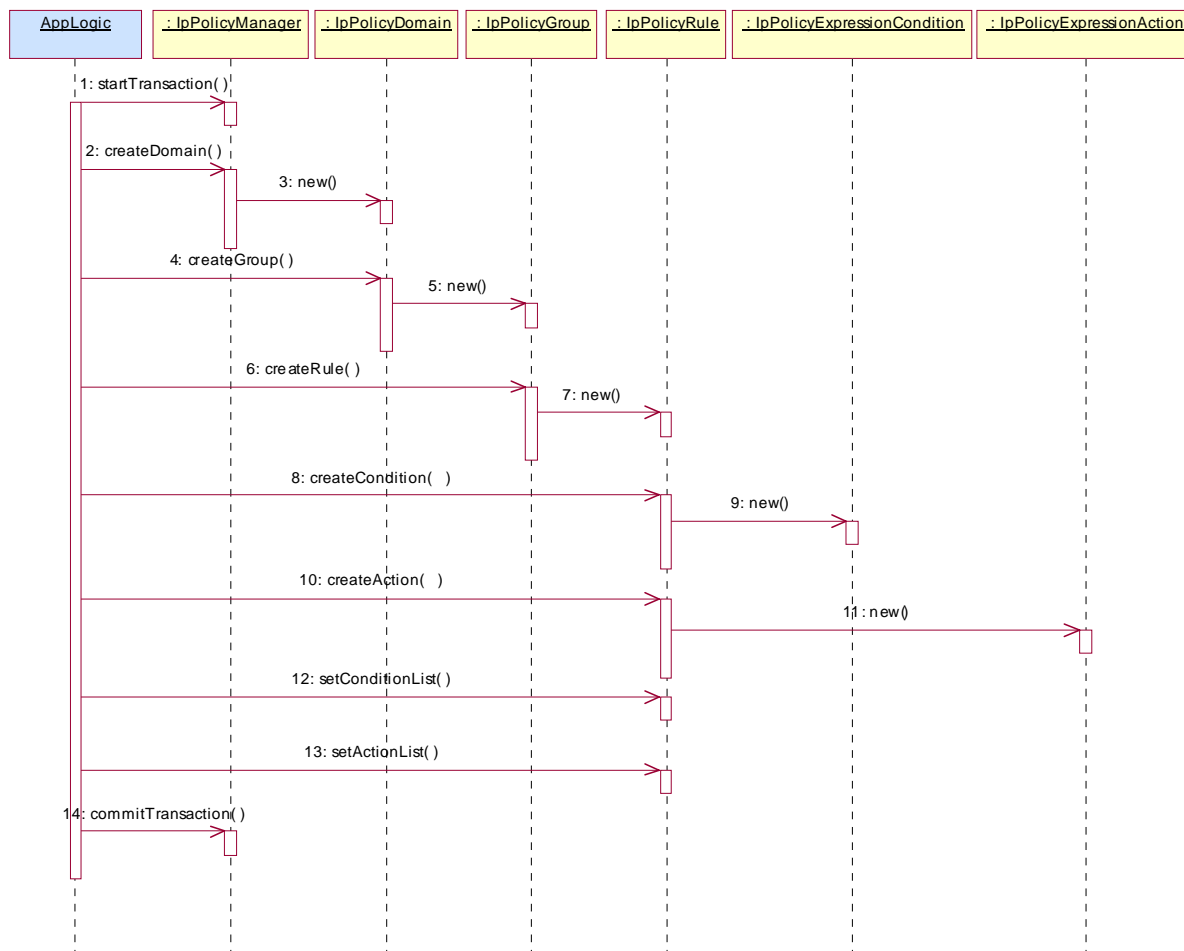 AppLogic
: IpPolicyManager
: IpPolicyDomain
: IpPolicyGroup
: IpPolicyRule
: IpPolicyExpressionCondition
: IpPolicyExpressionAction
1: startTransaction( )
2: createDomain( )
3: new()
4: createGroup( )
5: new()
6: createRule( )
7: new()
8: createCondition( )
9: new()
10: createAction( )
11: new()
12: setConditionList( )
13: setActionList( )
14: commitTransaction( )